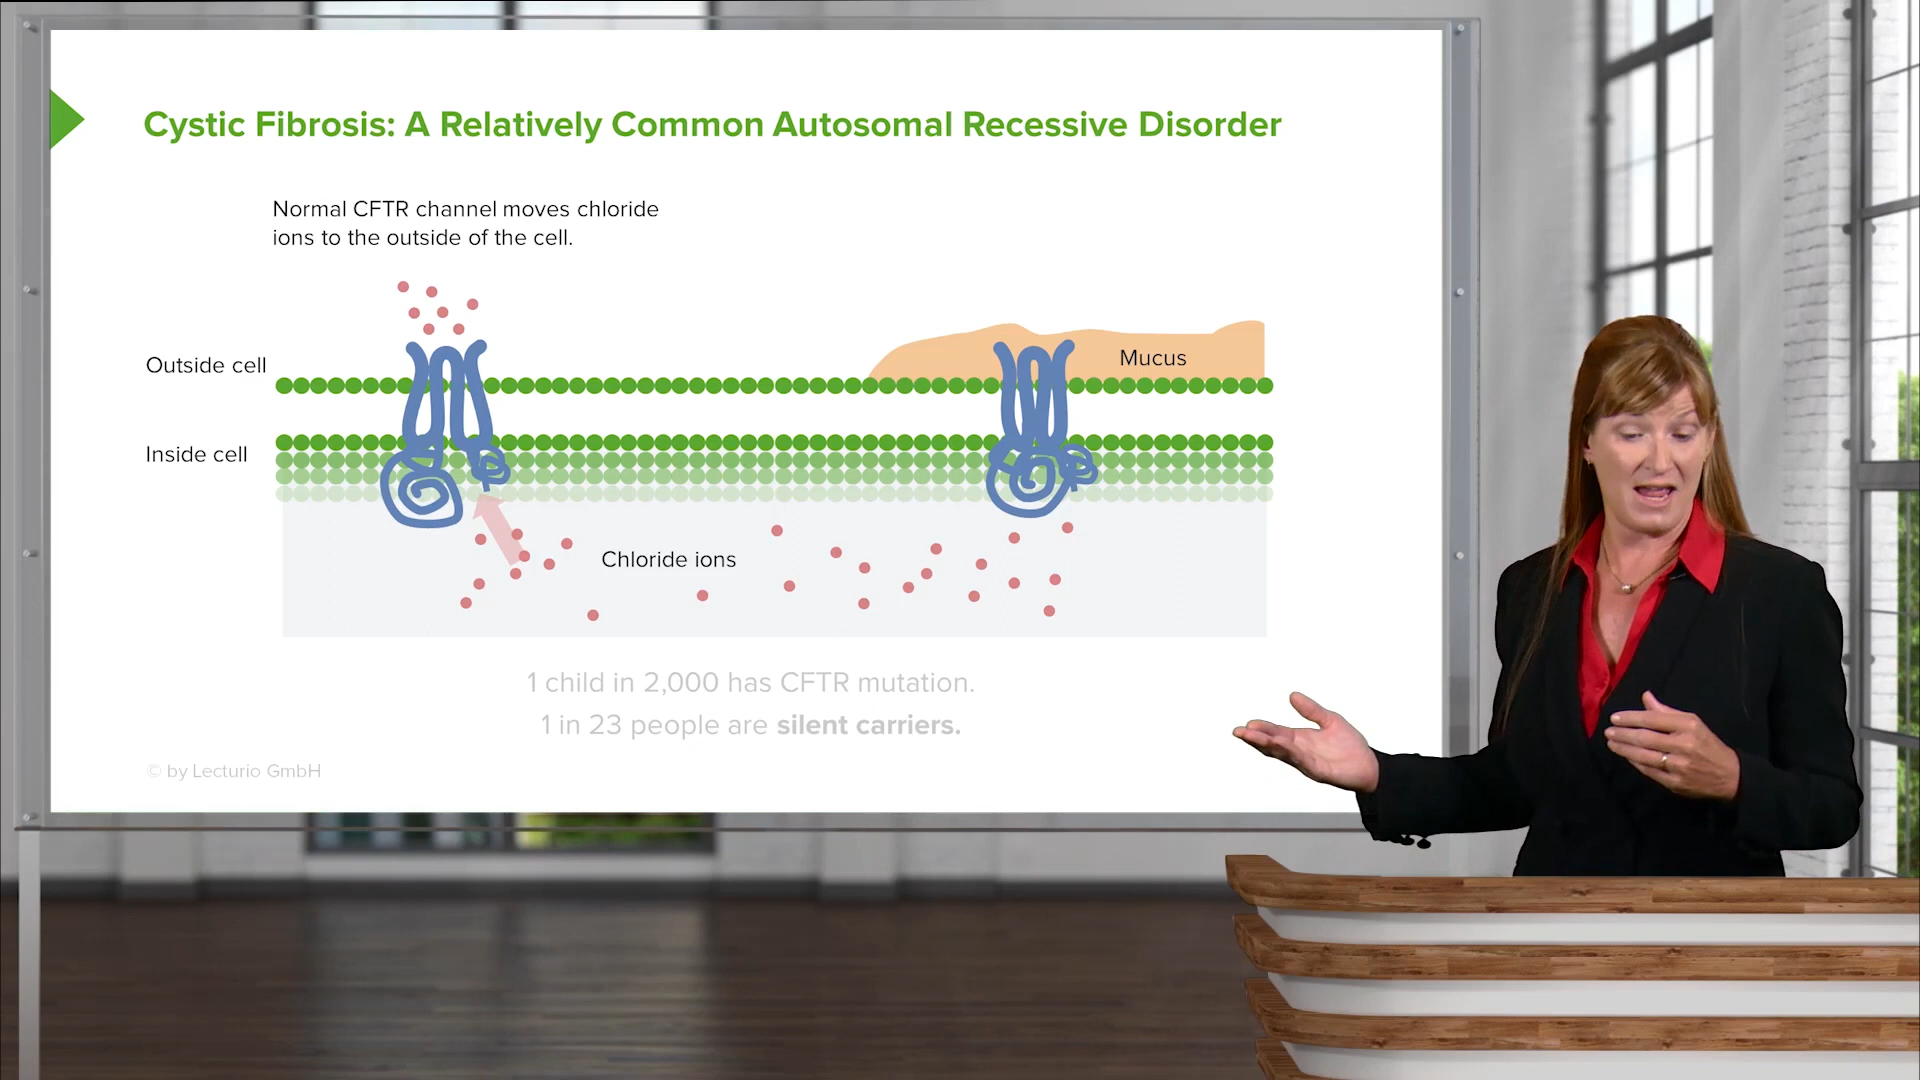 Cystic Fibrosis: A Relatively Common Autosomal Recessive Disorder
Normal CFTR channel moves chloride
ions to the outside of the cell.
Outside cell
Mucus
Inside cell
Chloride ions
1 child in 2,000 has CFTR mutation.
1 in 23 people are silent carriers.
© by Lecturio GmbH